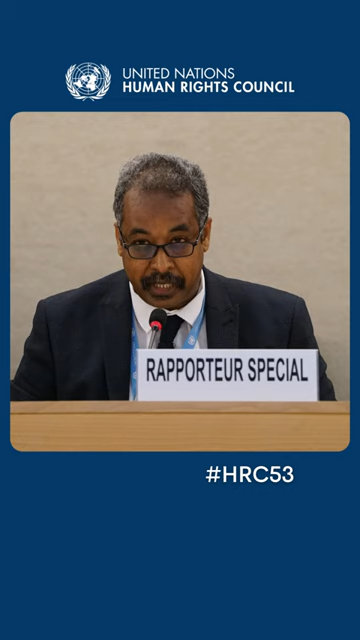 UNITED NATIONS
HUMAN RIGHTS COUNCIL
RAPPORTEUR SPECIAL
#HRC53